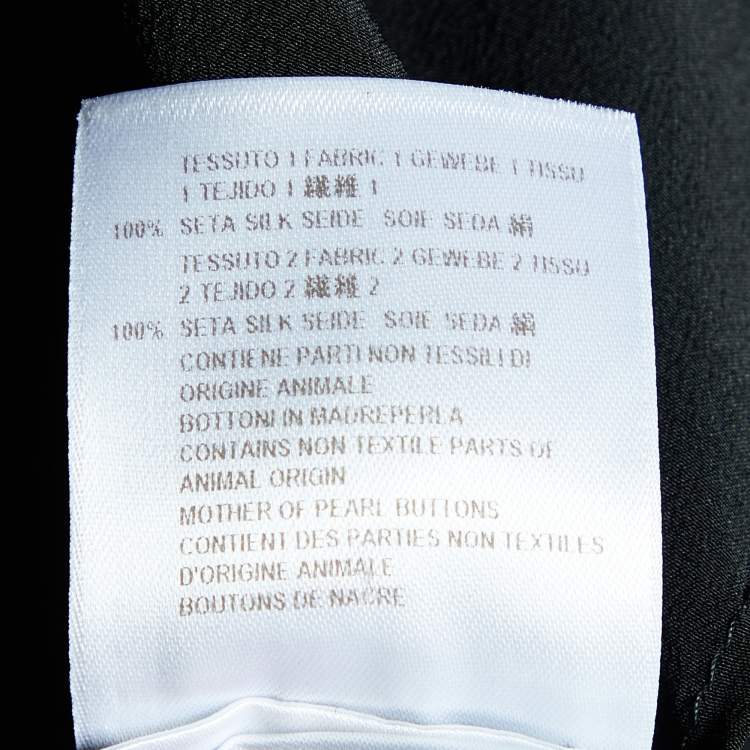 TESSUTO 1 FABRIC 1 GEWEBE 1 TISSU
1 TEJIDO 1 繊維 1
100% SETA SILK SEIDE SOIE SEDA 絹
TESSUTO 2 FABRIC 2 GEWEBE 2 TISSU
2 TEJIDO 2 繊維 2
100% SETA SILK SEIDE SOIE SEDA 絹
CONTIENE PARTI NON TESSILI DI
ORIGINE ANIMALE
BOTTONI IN MADREPERLA
CONTAINS NON TEXTILE PARTS OF
ANIMAL ORIGIN
MOTHER OF PEARL BUTTONS
CONTIENT DES PARTIES NON TEXTILES
D'ORIGINE ANIMALE
BOUTONS DE NACRE